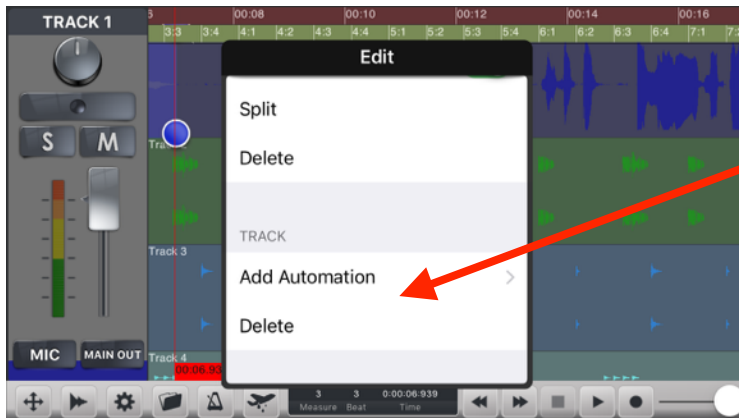 TRACK 1
00:08 00:10 00:12 00:14 00:16
3:3 3:4 4:1 4:2 4:3 4:4 5:1 5:2 5:3 5:4 6:1 6:2 6:3 6:4 7:1
Edit
Split
S M
Delete
TRACK
Track 3
Add Automation
Delete
MIC MAIN OUT
Track 4
00:06.93
3 3 0:00:06:939
Measure Beat Time